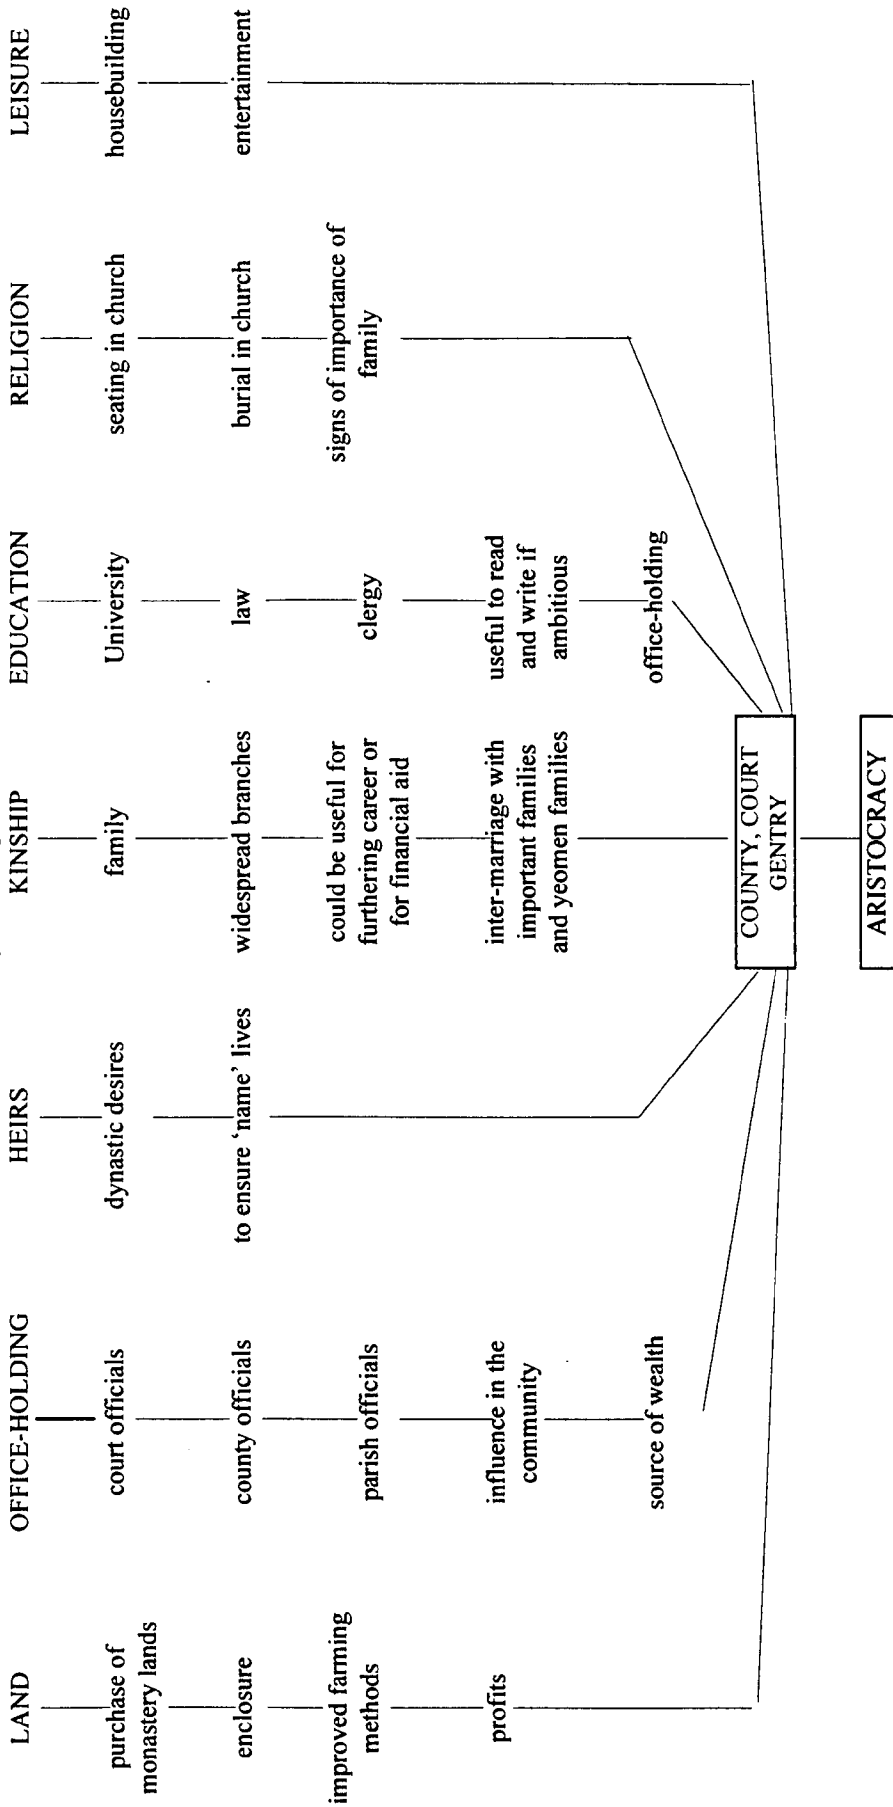 LAND
purchase of
monastery lands
enclosure
improved farming
methods
profits
OFFICE-HOLDING
court officials
county officials
parish officials
influence in the
community
source of wealth
HEIRS
dynastic desires
to ensure ‘name’ lives
KINSHIP
family
widespread branches
could be useful for
furthering career or
for financial aid
inter-marriage with
important families
and yeomen families
EDUCATION
University
law
clergy
useful to read
and write if
ambitious
office-holding
RELIGION
seating in church
burial in church
signs of importance of
family
LEISURE
housebuilding
entertainment
COUNTY, COURT
GENTRY
ARISTOCRACY